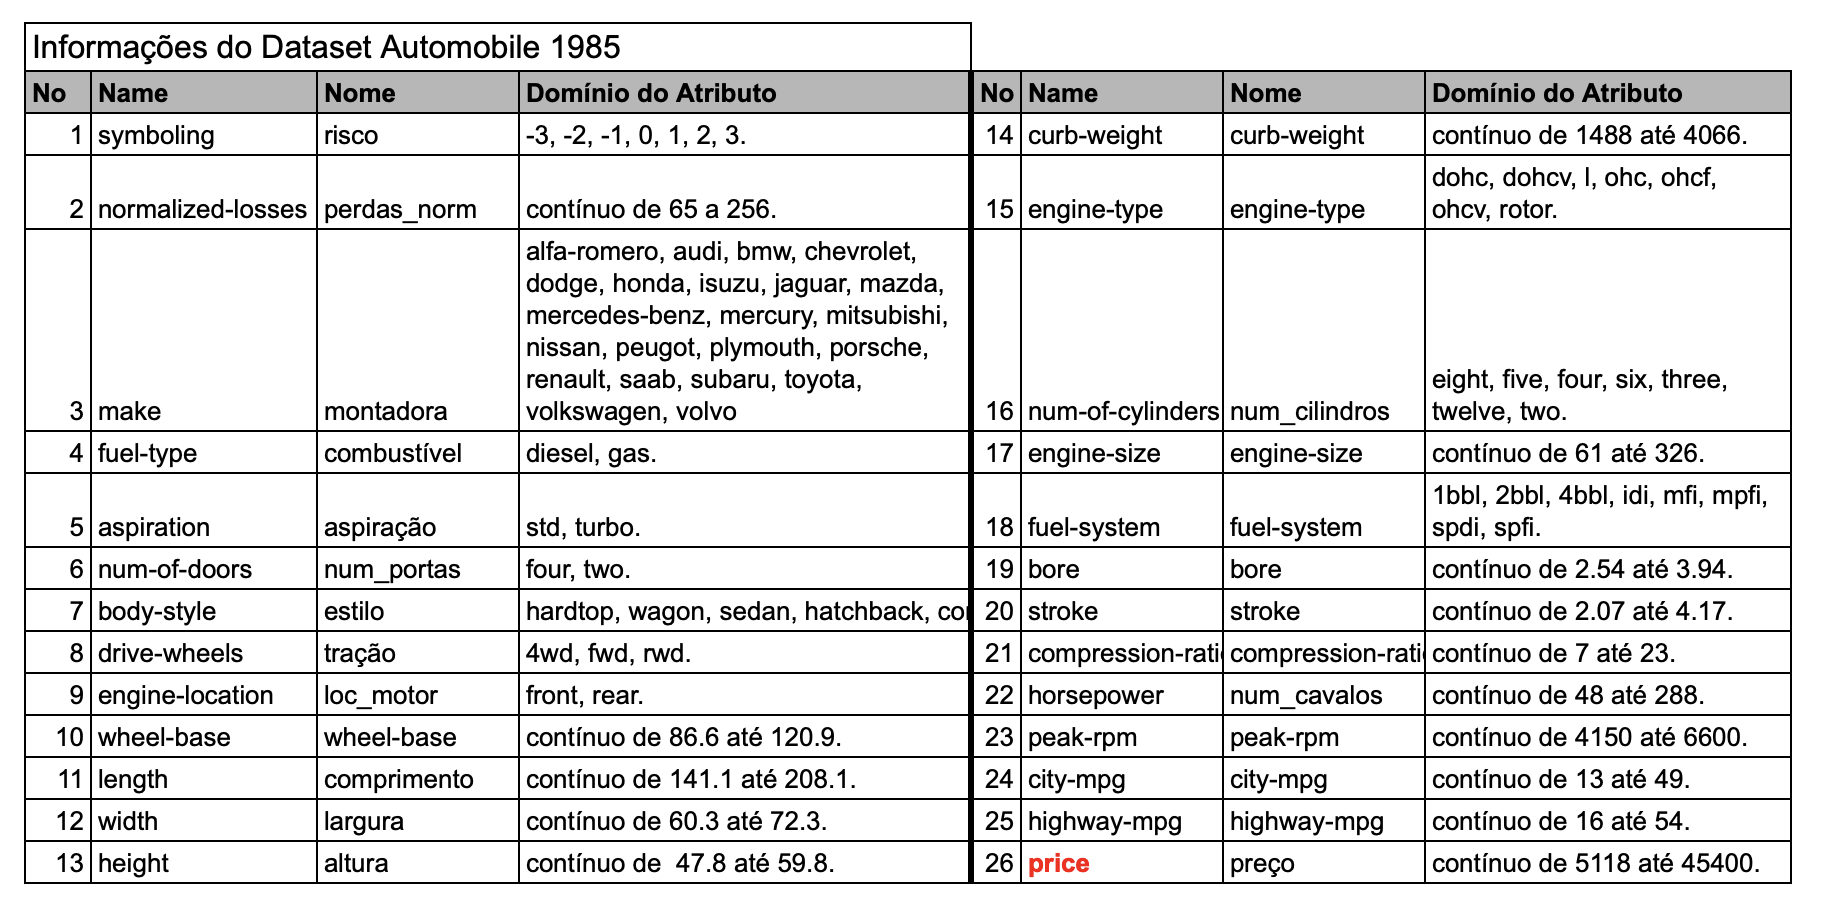 Informações do Dataset Automobile 1985
No Name Nome Domínio do Atributo
1 symboling risco -3, -2, -1, 0, 1, 2, 3.
2 normalized-losses perdas_norm contínuo de 65 a 256.
3 make montadora alfa-romero, audi, bmw, chevrolet,
dodge, honda, isuzu, jaguar, mazda,
mercedes-benz, mercury, mitsubishi,
nissan, peugot, plymouth, porsche,
renault, saab, subaru, toyota,
volkswagen, volvo
4 fuel-type combustível diesel, gas.
5 aspiration aspiração std, turbo.
6 num-of-doors num_portas four, two.
7 body-style estilo hardtop, wagon, sedan, hatchback,
8 drive-wheels tração 4wd, fwd, rwd.
9 engine-location loc_motor front, rear.
10 wheel-base wheel-base contínuo de 86.6 até 120.9.
11 length comprimento contínuo de 141.1 até 208.1.
12 width largura contínuo de 60.3 até 72.3.
13 height altura contínuo de  47.8 até 59.8.
No Name Nome Domínio do Atributo
14 curb-weight curb-weight contínuo de 1488 até 4066.
15 engine-type engine-type dohc, dohcv, l, ohc, ohcf,
ohcv, rotor.
16 num-of-cylinders num_cilindros eight, five, four, six, three,
twelve, two.
17 engine-size engine-size contínuo de 61 até 326.
18 fuel-system fuel-system 1bbl, 2bbl, 4bbl, idi, mfi, mpfi,
spdi, spfi.
19 bore bore contínuo de 2.54 até 3.94.
20 stroke stroke contínuo de 2.07 até 4.17.
21 compression-rati compression-rati contínuo de 7 até 23.
22 horsepower num_cavalos contínuo de 48 até 288.
23 peak-rpm peak-rpm contínuo de 4150 até 6600.
24 city-mpg city-mpg contínuo de 13 até 49.
25 highway-mpg highway-mpg contínuo de 16 até 54.
26 price preço contínuo de 5118 até 45400.